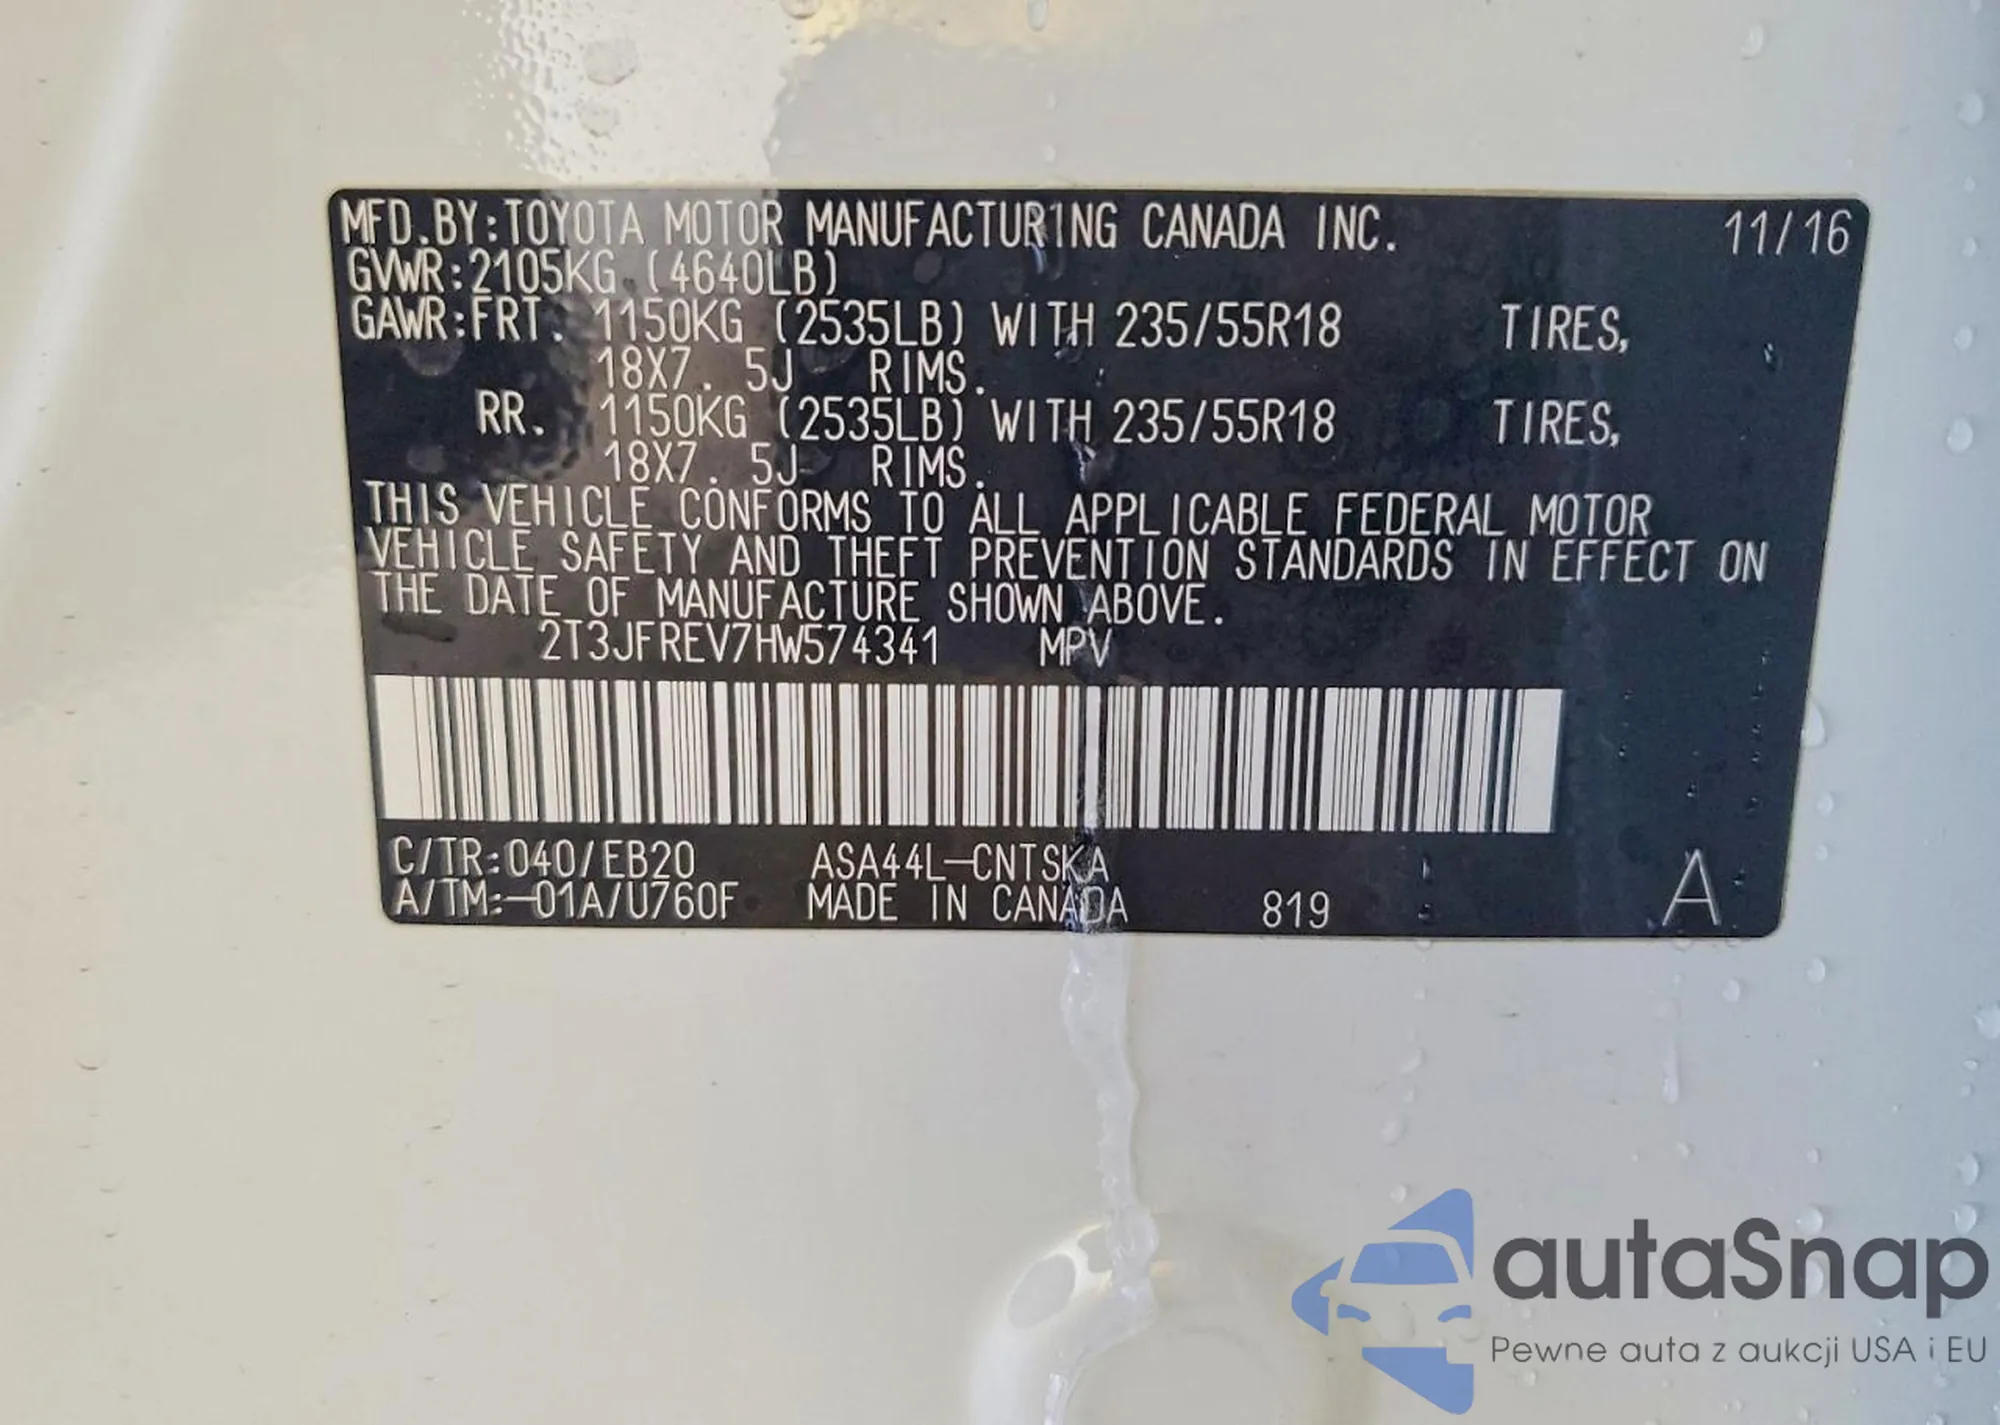 MFD.BY:TOYOTA MOTOR MANUFACTURING CANADA INC. 11/16
GVWR:2105KG (4640LB)
GAWR:FRT. 1150KG (2535LB) WITH 235/55R18 TIRES,
18X7. 5J RIMS.
RR. 1150KG (2535LB) WITH 235/55R18 TIRES,
18X7. 5J RIMS.
THIS VEHICLE CONFORMS TO ALL APPLICABLE FEDERAL MOTOR
VEHICLE SAFETY AND THEFT PREVENTION STANDARDS IN EFFECT ON
THE DATE OF MANUFACTURE SHOWN ABOVE.
2T3JFREV7HW574341 MPV
C/TR:040/EB20 ASA44L-CNTSKA
A/TM:-01A/U760F MADE IN CANADA 819 A
autaSnap
Pewne auta z aukcji USA i EU